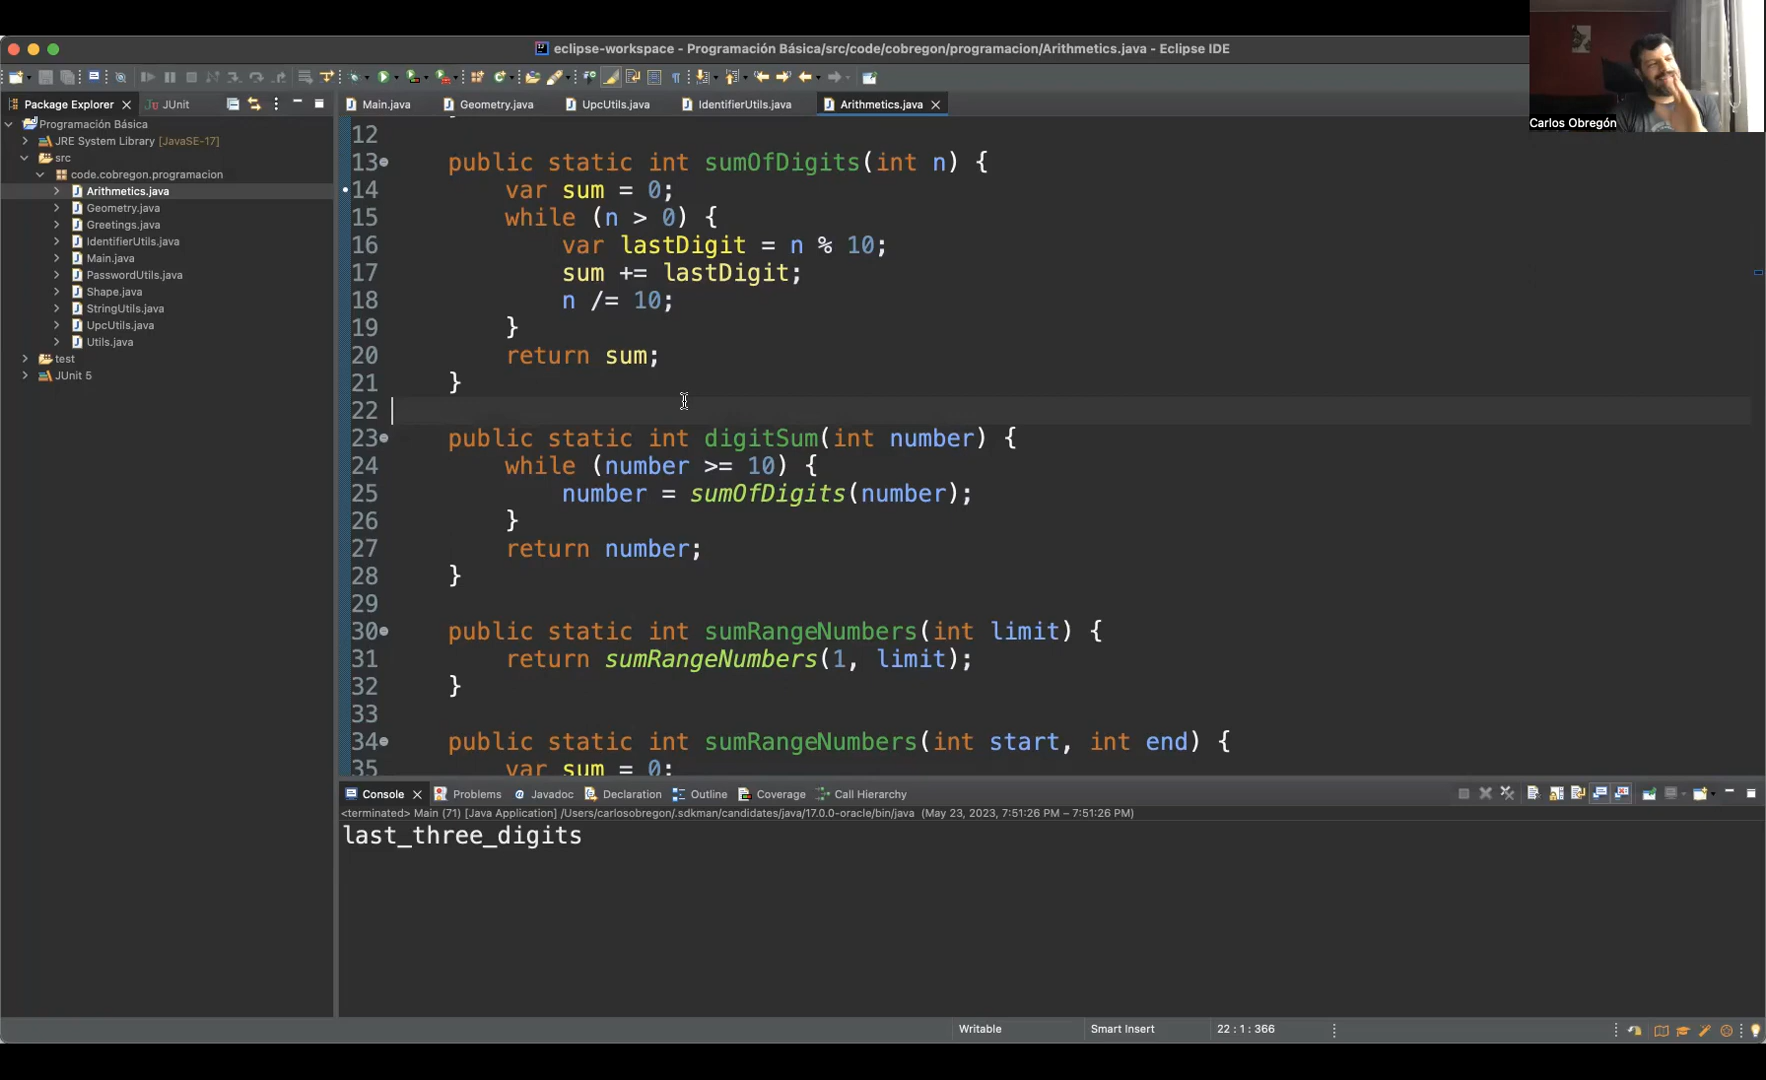 eclipse-workspace - Programación Básica/src/code/cobregon/programacion/Arithmetics.java - Eclipse IDE
Carlos Obregón
Package Explorer
JUnit
Main.java
Geometry.java
UpcUtils.java
IdentifierUtils.java
Arithmetics.java
Programación Básica
JRE System Library [JavaSE-17]
src
code.cobregon.programacion
Arithmetics.java
Geometry.java
Greetings.java
IdentifierUtils.java
Main.java
PasswordUtils.java
Shape.java
StringUtils.java
UpcUtils.java
Utils.java
test
JUnit 5
12
13 public static int sumOfDigits(int n) {
14 var sum = 0;
15 while (n > 0) {
16 var lastDigit = n % 10;
17 sum += lastDigit;
18 n /= 10;
19 }
20 return sum;
21 }
22
23 public static int digitSum(int number) {
24 while (number >= 10) {
25 number = sumOfDigits(number);
26 }
27 return number;
28 }
29
30 public static int sumRangeNumbers(int limit) {
31 return sumRangeNumbers(1, limit);
32 }
33
34 public static int sumRangeNumbers(int start, int end) {
35 var sum = 0;
Console
Problems
Javadoc
Declaration
Outline
Coverage
Call Hierarchy
<terminated> Main (71) [Java Application] /Users/carlosobregon/.sdkman/candidates/java/17.0.0-oracle/bin/java (May 23, 2023, 7:51:26 PM – 7:51:26 PM)
last_three_digits
Writable
Smart Insert
22 : 1 : 366